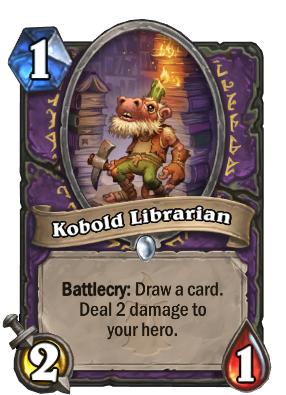 1
Kobold Librarian
Battlecry: Draw a card.
Deal 2 damage to
your hero.
2
1